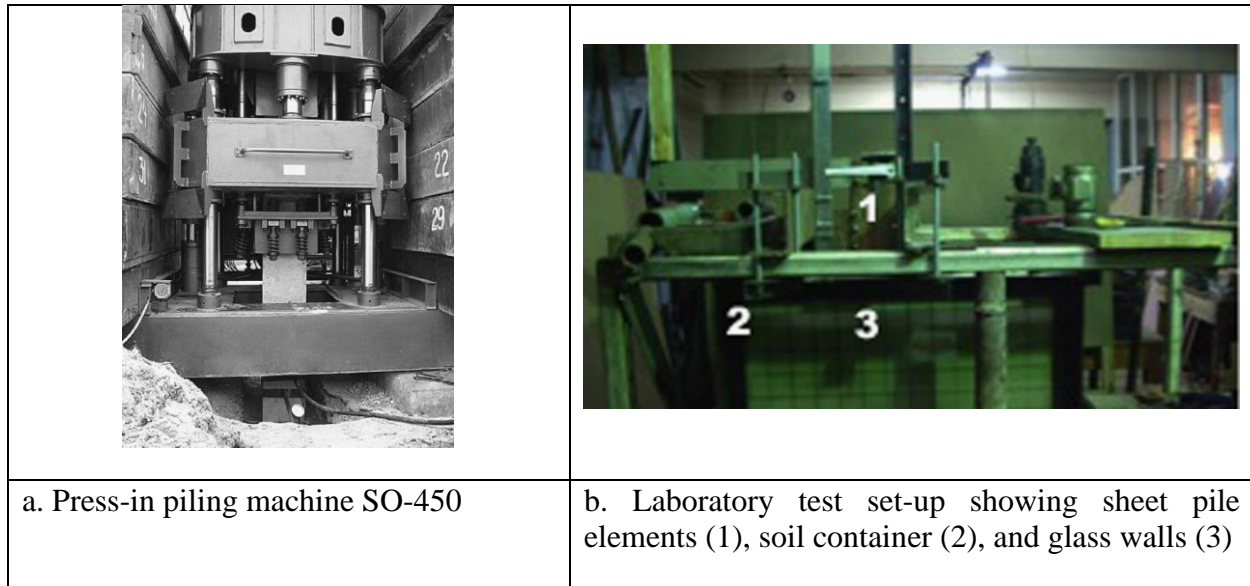 22
31
29
1
2
3
a. Press-in piling machine SO-450
b. Laboratory test set-up showing sheet pile
elements (1), soil container (2), and glass walls (3)